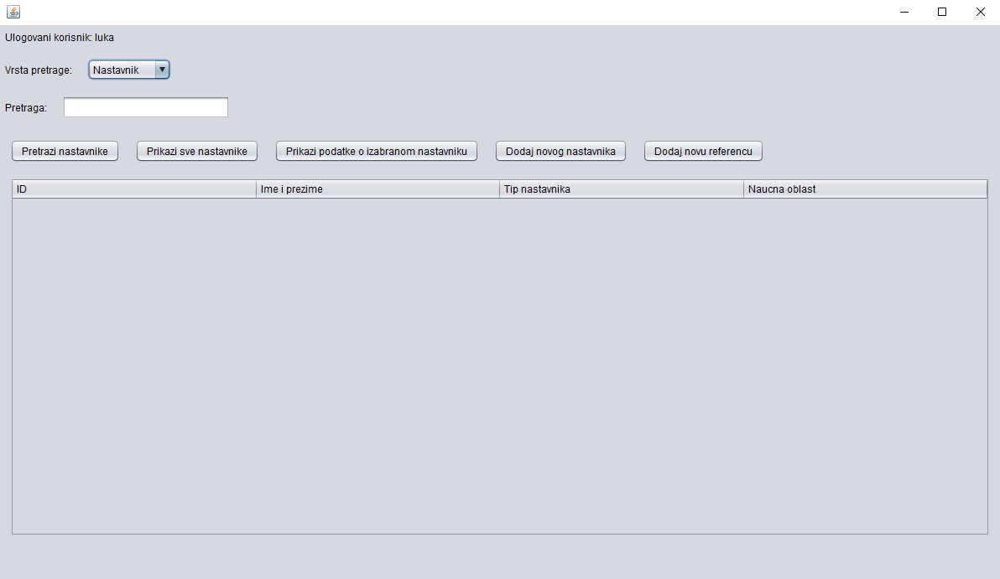 Ulogovani korisnik: luka
Vrsta pretrage: Nastavnik
Pretraga:
Pretrazi nastavnike Prikazi sve nastavnike Prikazi podatke o izabranom nastavniku Dodaj novog nastavnika Dodaj novu referencu
ID Ime i prezime Tip nastavnika Naucna oblast